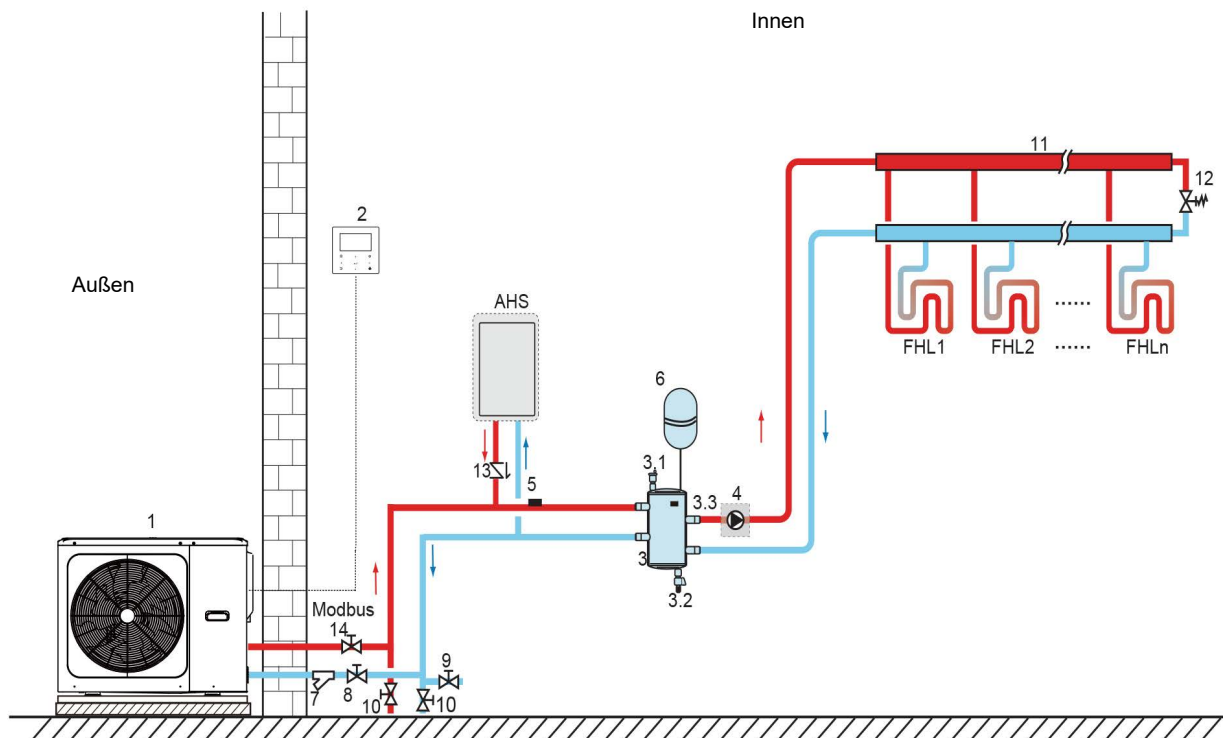 Innen
11
12
2
Außen
AHS
FHL1
FHL2
......
......
FHLn
6
13
5
3.1
3.3
4
3
3.2
1
Modbus
14
9
7
8
10
10